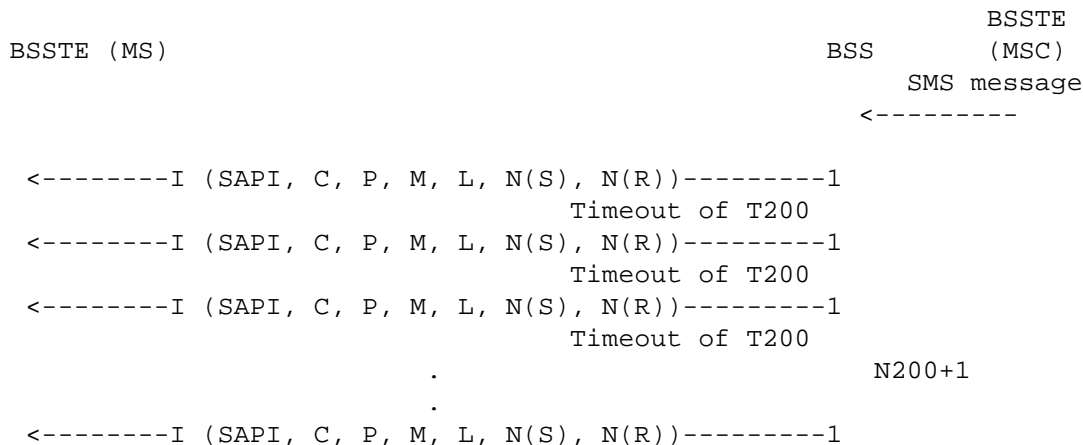 BSSTE
BSSTE (MS) BSS (MSC)
SMS message
<---------
<--------I (SAPI, C, P, M, L, N(S), N(R))---------1
Timeout of T200
<--------I (SAPI, C, P, M, L, N(S), N(R))---------1
Timeout of T200
<--------I (SAPI, C, P, M, L, N(S), N(R))---------1
Timeout of T200
. N200+1
.
<--------I (SAPI, C, P, M, L, N(S), N(R))---------1